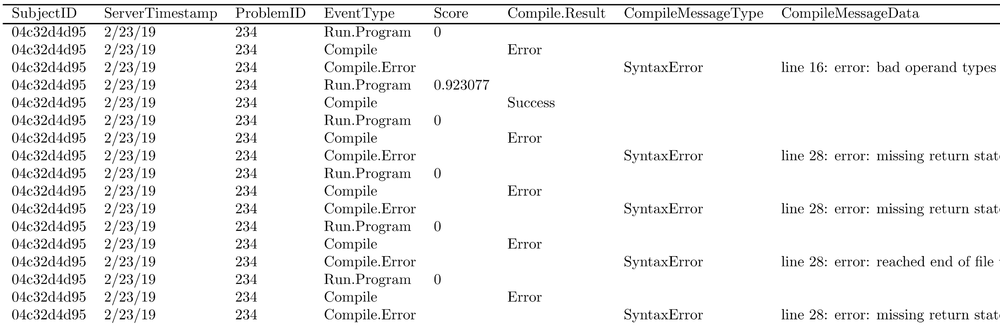 SubjectID ServerTimestamp ProblemID EventType Score Compile.Result CompileMessageType CompileMessageData
04c32d4d95 2/23/19 234 Run.Program 0
04c32d4d95 2/23/19 234 Compile Error
04c32d4d95 2/23/19 234 Compile.Error SyntaxError line 16: error: bad operand types
04c32d4d95 2/23/19 234 Run.Program 0.923077
04c32d4d95 2/23/19 234 Compile Success
04c32d4d95 2/23/19 234 Run.Program 0
04c32d4d95 2/23/19 234 Compile Error
04c32d4d95 2/23/19 234 Compile.Error SyntaxError line 28: error: missing return
04c32d4d95 2/23/19 234 Run.Program 0
04c32d4d95 2/23/19 234 Compile Error
04c32d4d95 2/23/19 234 Compile.Error SyntaxError line 28: error: missing return
04c32d4d95 2/23/19 234 Run.Program 0
04c32d4d95 2/23/19 234 Compile Error
04c32d4d95 2/23/19 234 Compile.Error SyntaxError line 28: error: reached end of file
04c32d4d95 2/23/19 234 Run.Program 0
04c32d4d95 2/23/19 234 Compile Error
04c32d4d95 2/23/19 234 Compile.Error SyntaxError line 28: error: missing return